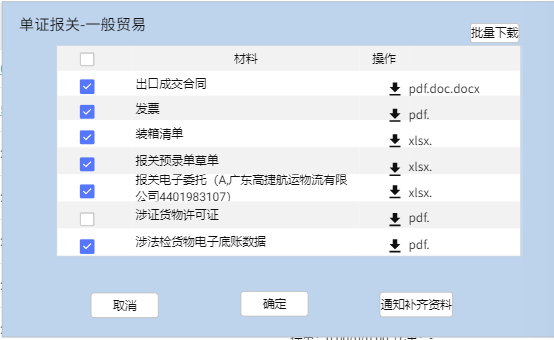 单证报关-一般贸易
批量下载
材料 操作
出口成交合同 pdf.doc.docx
发票 pdf.
装箱清单 xlsx.
报关预录单草单 xlsx.
报关电子委托（A,广东高捷航运物流有限
公司4401983107） xlsx.
涉证货物许可证 pdf.
涉法检货物电子底账数据 pdf.
取消 确定 通知补齐资料